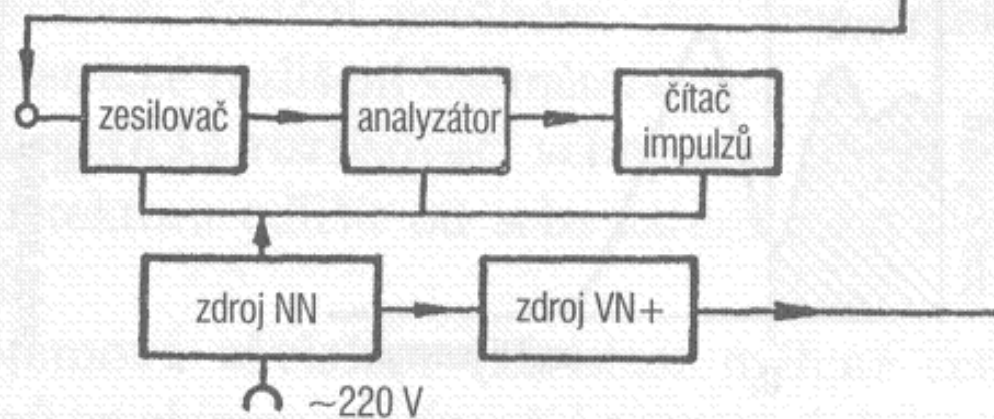 zesilovač
analyzátor
čítač
impulzů
zdroj NN
zdroj VN+
~220 V